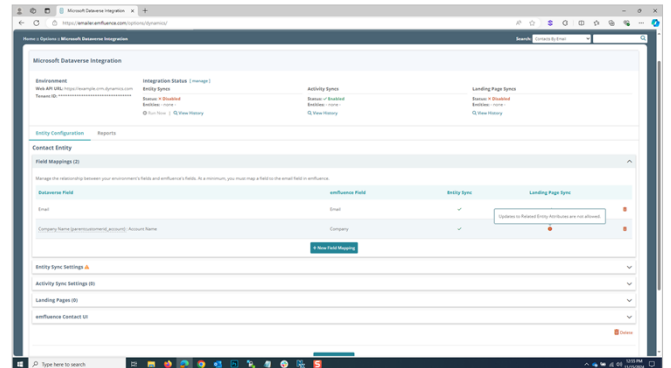 Microsoft Dataverse Integration
https://emailer.emfluence.com/options/dynamics/
Home > Options > Microsoft Dataverse Integration
Search: Contacts By Email
Microsoft Dataverse Integration
Environment
Web API URL: https://example.crm.dynamics.com
Tenant ID:
Integration Status [manage]
Entity Syncs
Status: Disabled
Entities: - none -
Run Now | View History
Activity Syncs
Status: Enabled
Entities: - none -
View History
Landing Page Syncs
Status: Disabled
Entities: - none -
View History
Entity Configuration Reports
Contact Entity
Field Mappings (2)
Manage the relationship between your environment's fields and emfluence's fields. At a minimum, you must map a field to the email field in emfluence.
Dataverse Field emfluence Field Entity Sync Landing Page Sync
Email Email
Updates to Related Entity Attributes are not allowed.
Company Name (parentcustomerid_account) Account Name Company
+ New Field Mapping
Entity Sync Settings
Activity Sync Settings (0)
Landing Pages (0)
emfluence Contact UI
Delete
Type here to search
12:33 PM